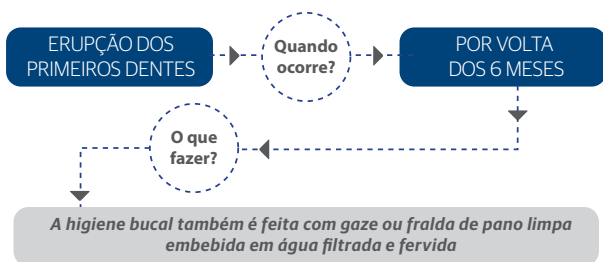 ERUPÇÃO DOS
PRIMEIROS DENTES
Quando
ocorre?
POR VOLTA
DOS 6 MESES
O que
fazer?
A higiene bucal também é feita com gaze ou fralda de pano limpa
embebida em água filtrada e fervida